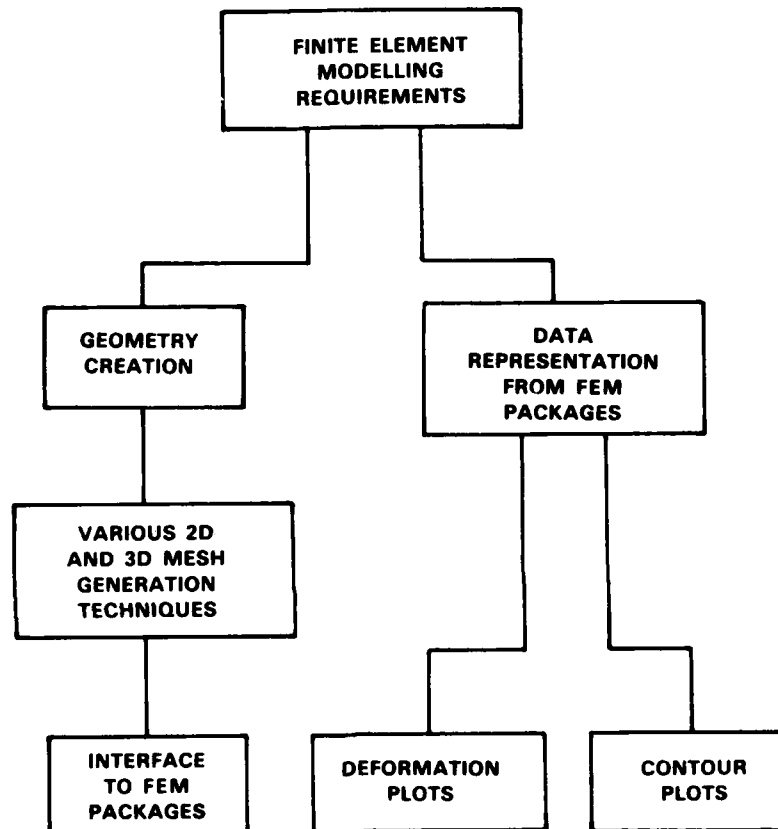 FINITE ELEMENT
MODELLING
REQUIREMENTS
GEOMETRY
CREATION
DATA
REPRESENTATION
FROM FEM
PACKAGES
VARIOUS 2D
AND 3D MESH
GENERATION
TECHNIQUES
INTERFACE
TO FEM
PACKAGES
DEFORMATION
PLOTS
CONTOUR
PLOTS